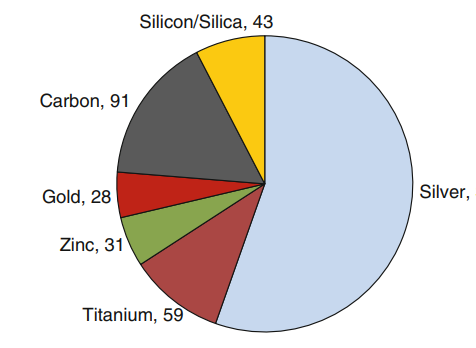 Silicon/Silica, 43
Carbon, 91
Gold, 28
Silver,
Zinc, 31
Titanium, 59